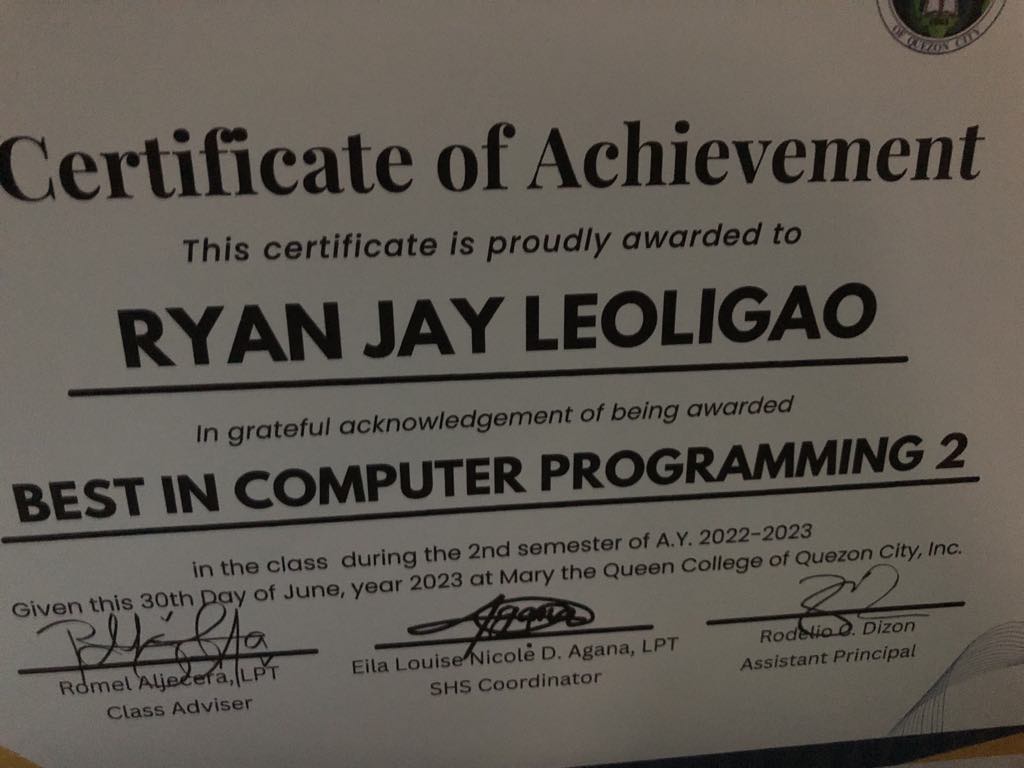 OF QUEZON CITY
Certificate of Achievement
This certificate is proudly awarded to
RYAN JAY LEOLIGAO
In grateful acknowledgement of being awarded
BEST IN COMPUTER PROGRAMMING 2
in the class during the 2nd semester of A.Y. 2022-2023
Given this 30th Day of June, year 2023 at Mary the Queen College of Quezon City, Inc.
Romel Aljecera, LPT
Class Adviser
Eila Louise Nicole D. Agana, LPT
SHS Coordinator
Rodelio O. Dizon
Assistant Principal